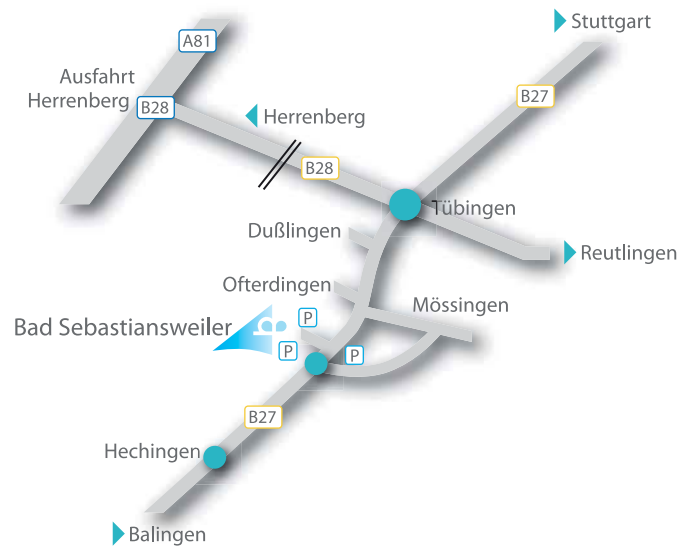 Stuttgart
A81
Ausfahrt
Herrenberg
B28
B27
Herrenberg
B28
Tübingen
Dußlingen
Reutlingen
Ofterdingen
Mössingen
P
Bad Sebastiansweiler
P
P
B27
Hechingen
Balingen